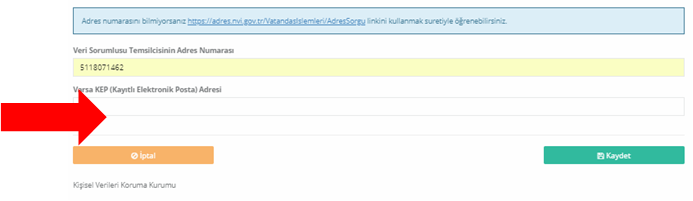 Adres numarasını bilmiyorsanız https://adres.nvi.gov.tr/VatandasIslemleri/AdresSorgu linkini kullanmak suretiyle öğrenebilirsiniz.
Veri Sorumlusu Temsilcisinin Adres Numarası
5118071462
Varsa KEP (Kayıtlı Elektronik Posta) Adresi
İptal
Kaydet
Kişisel Verileri Koruma Kurumu